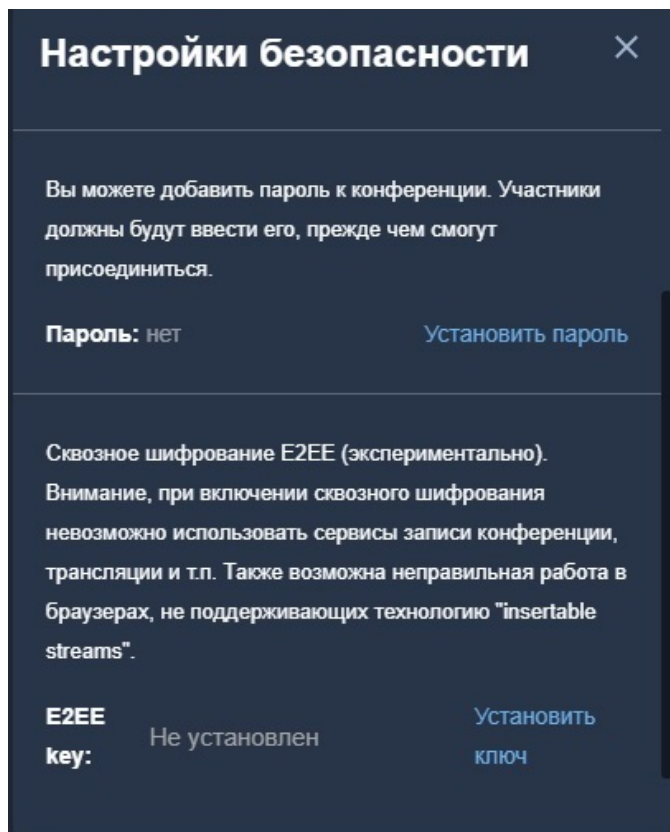 Настройки безопасности
Вы можете добавить пароль к конференции. Участники
должны будут ввести его, прежде чем смогут
присоединиться.
Пароль: нет Установить пароль
Сквозное шифрование E2EE (экспериментально).
Внимание, при включении сквозного шифрования
невозможно использовать сервисы записи конференции,
трансляции и т.п. Также возможна неправильная работа в
браузерах, не поддерживающих технологию "insertable
streams".
E2EE
key:
Не установлен
Установить
ключ